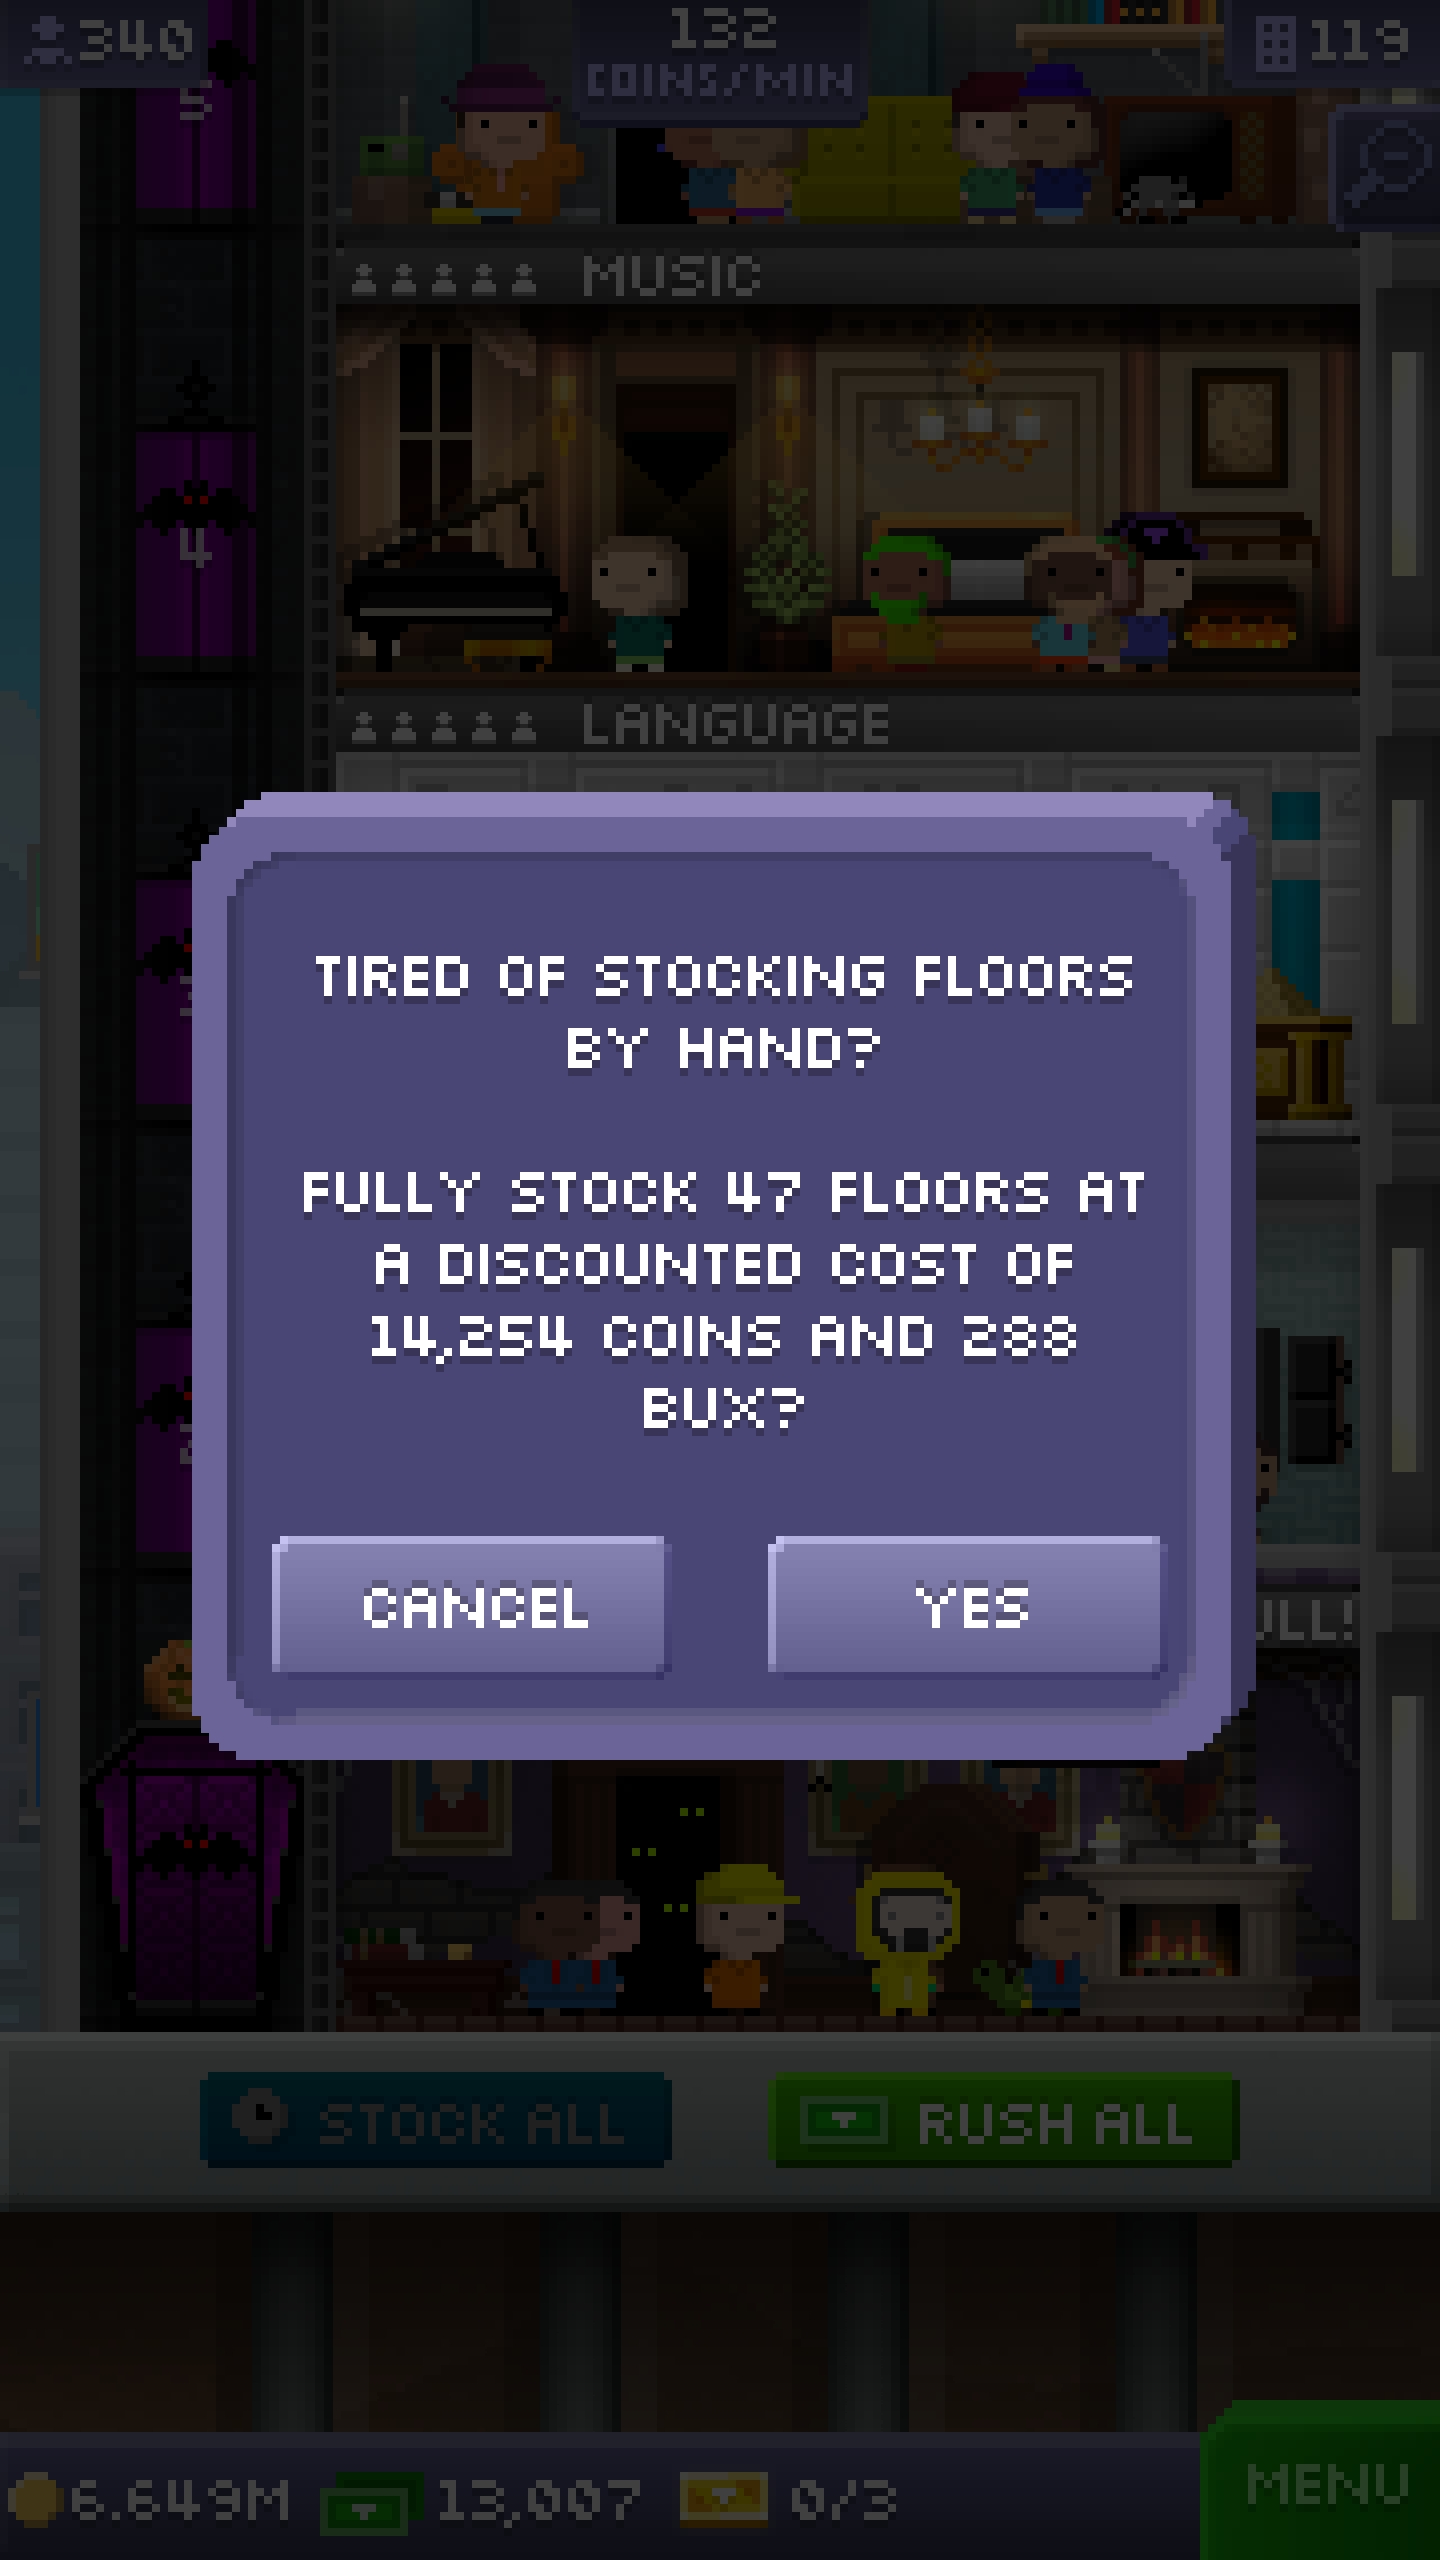 340
132
COINS/MIN
119
5
MUSIC
4
LANGUAGE
TIRED OF STOCKING FLOORS
BY HAND?
FULLY STOCK 47 FLOORS AT
A DISCOUNTED COST OF
14,254 COINS AND 288
BUX?
CANCEL
YES
STOCK ALL
RUSH ALL
6.649M
13,007
0/3
MENU